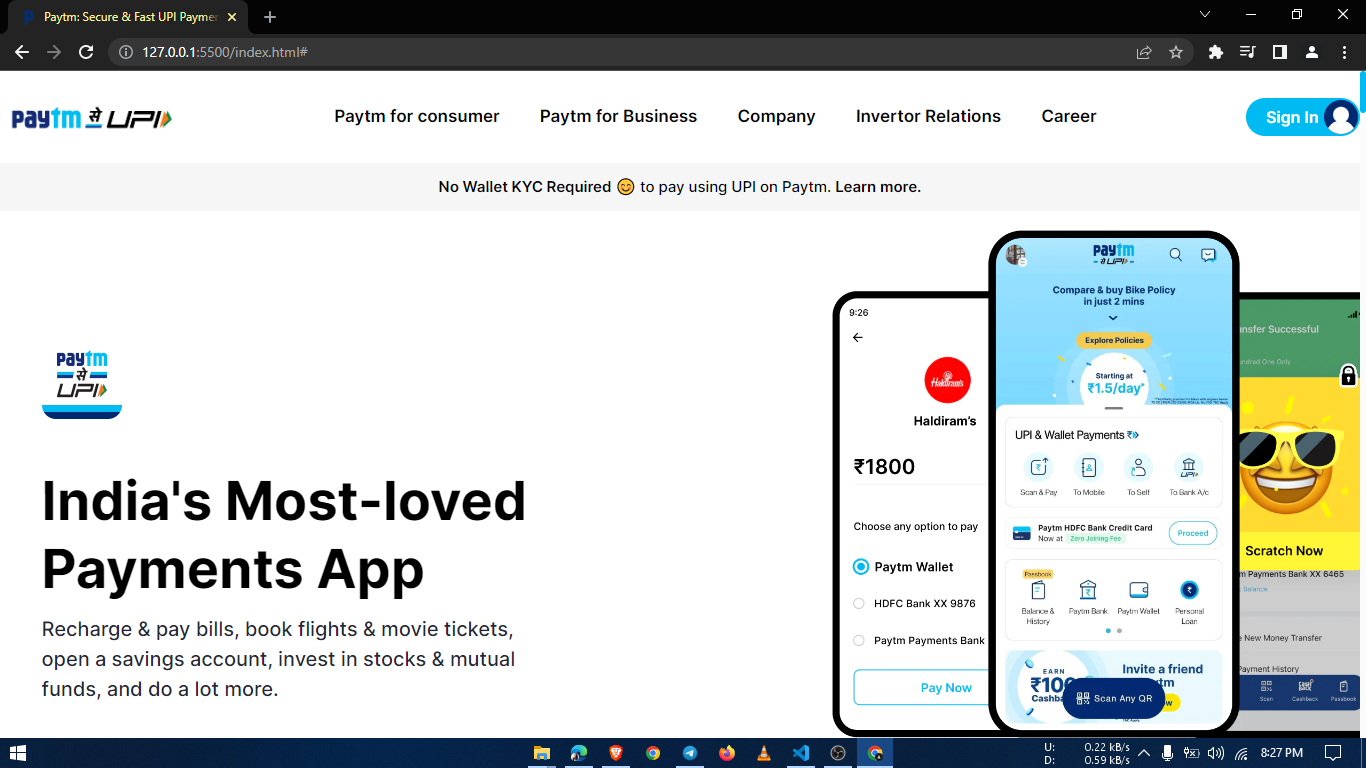 Paytm: Secure & Fast UPI Paymer
127.0.0.1:5500/index.html#
paytm से UPI
Paytm for consumer
Paytm for Business
Company
Invertor Relations
Career
Sign In
No Wallet KYC Required 😊 to pay using UPI on Paytm. Learn more.
paytm
से
UPI
India's Most-loved
Payments App
Recharge & pay bills, book flights & movie tickets,
open a savings account, invest in stocks & mutual
funds, and do a lot more.
9:26
Haldiram's
Haldiram's
₹1800
Choose any option to pay
Paytm Wallet
HDFC Bank XX 9876
Paytm Payments Bank
Pay Now
paytm
से UPI
Compare & buy Bike Policy
in just 2 mins
Explore Policies
Starting at
₹1.5/day*
UPI & Wallet Payments
Scan & Pay
To Mobile
To Self
UPI
To Bank A/c
Paytm HDFC Bank Credit Card
Now at Zero Joining Fee
Proceed
Passbook
Balance &
History
Paytm Bank
Paytm Wallet
Personal
Loan
EARN
₹100
Cashba
Invite a friend
ytm
ow
Scan Any QR
ansfer Successful
undred One Only
Scratch Now
m Payments Bank XX 6465
Balance
e New Money Transfer
Payment History
Scan
Cashback
Passbook
U: 0.22 kB/s
D: 0.59 kB/s
8:27 PM